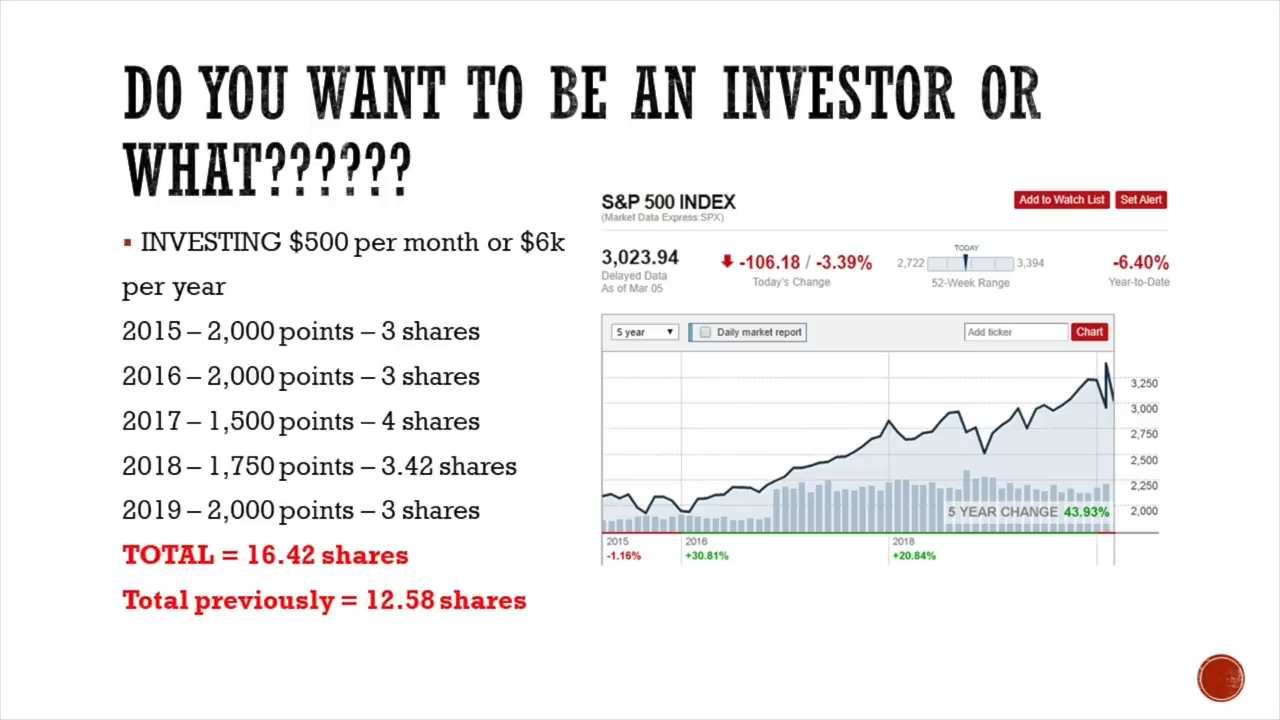 DO YOU WANT TO BE AN INVESTOR OR
WHAT??????
▪ INVESTING $500 per month or $6k
per year
2015 – 2,000 points – 3 shares
2016 – 2,000 points – 3 shares
2017 – 1,500 points – 4 shares
2018 – 1,750 points – 3.42 shares
2019 – 2,000 points – 3 shares
TOTAL = 16.42 shares
Total previously = 12.58 shares
S&P 500 INDEX
(Market Data Express:SPX)
Add to Watch List
Set Alert
3,023.94
Delayed Data
As of Mar 05
-106.18 / -3.39%
Today's Change
TODAY
2,722
3,394
52-Week Range
-6.40%
Year-to-Date
5 year
Daily market report
Add ticker
Chart
3,250
3,000
2,750
2,500
2,250
2,000
5 YEAR CHANGE 43.93%
2015
-1.16%
2016
+30.81%
2018
+20.84%